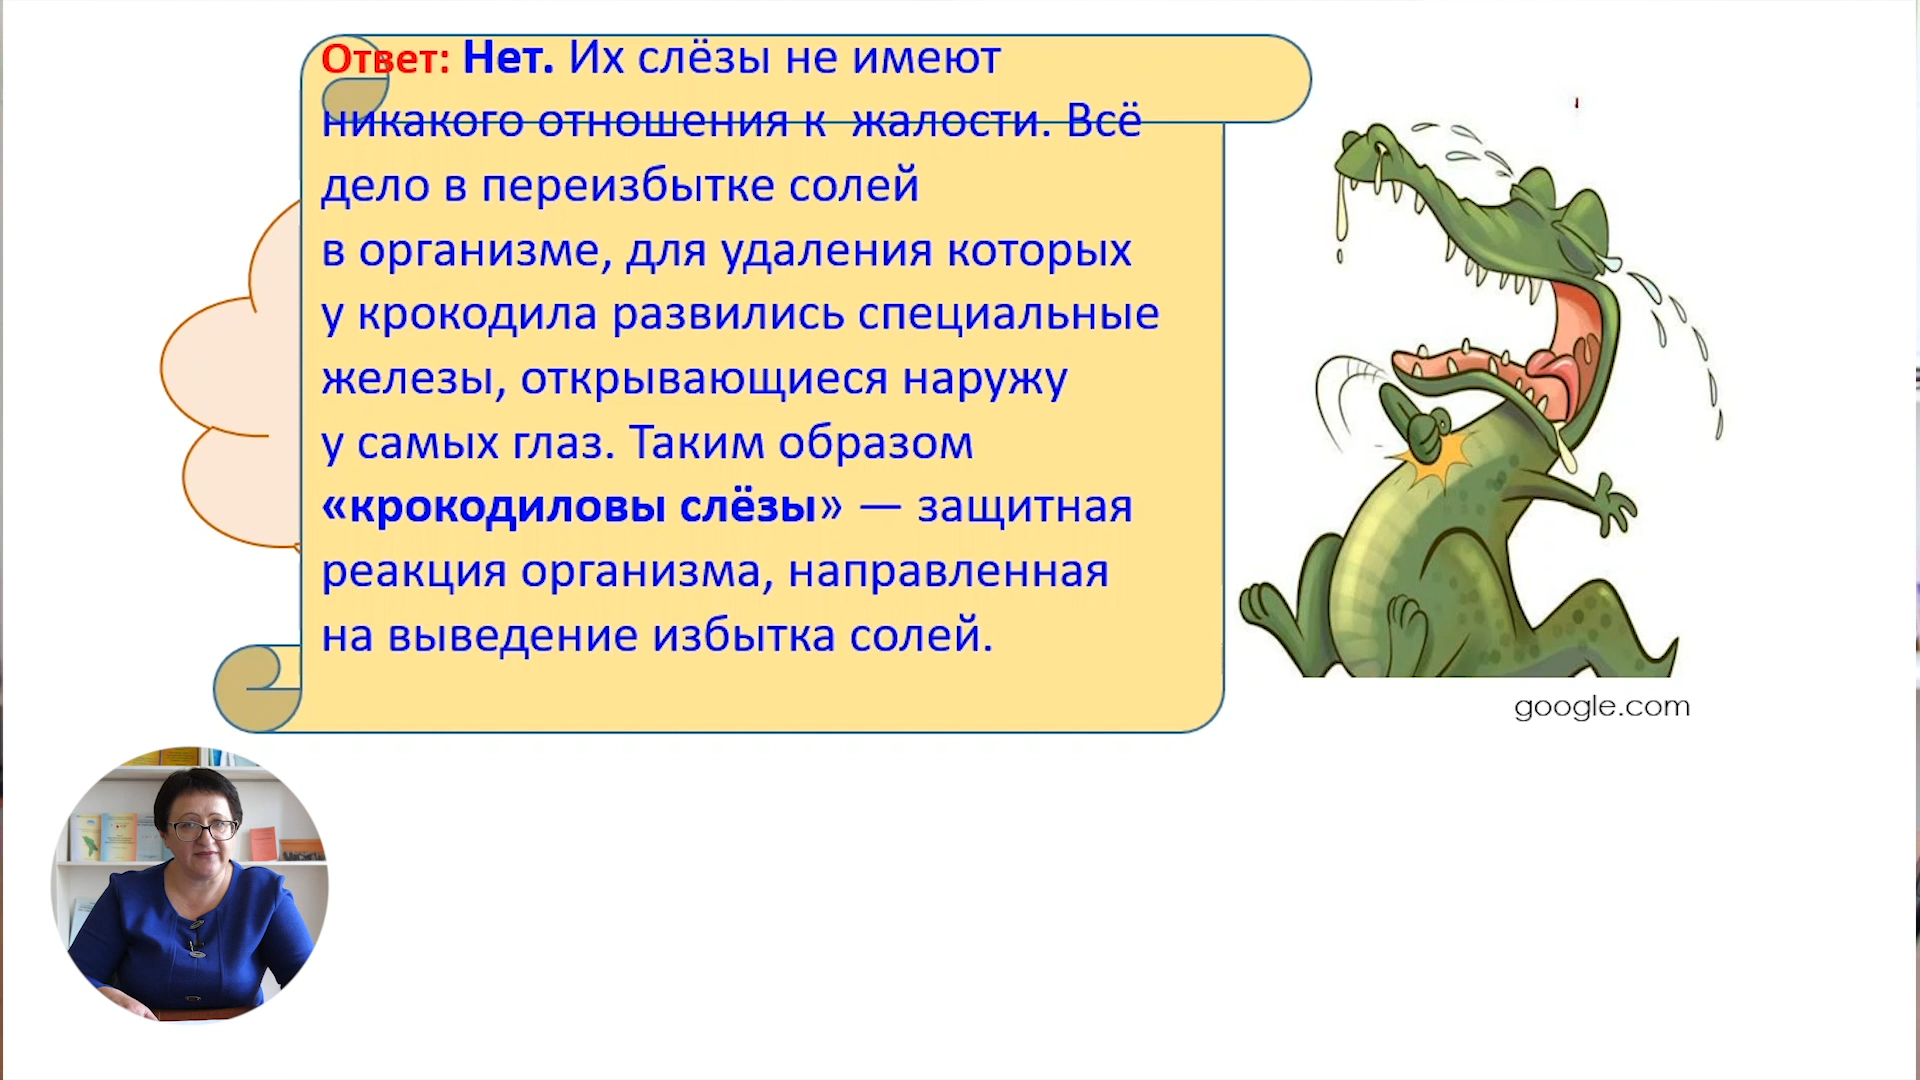 Ответ: Нет. Их слёзы не имеют
никакого отношения к жалости. Всё
дело в переизбытке солей
в организме, для удаления которых
у крокодила развились специальные
железы, открывающиеся наружу
у самых глаз. Таким образом
«крокодиловы слёзы» — защитная
реакция организма, направленная
на выведение избытка солей.
google.com